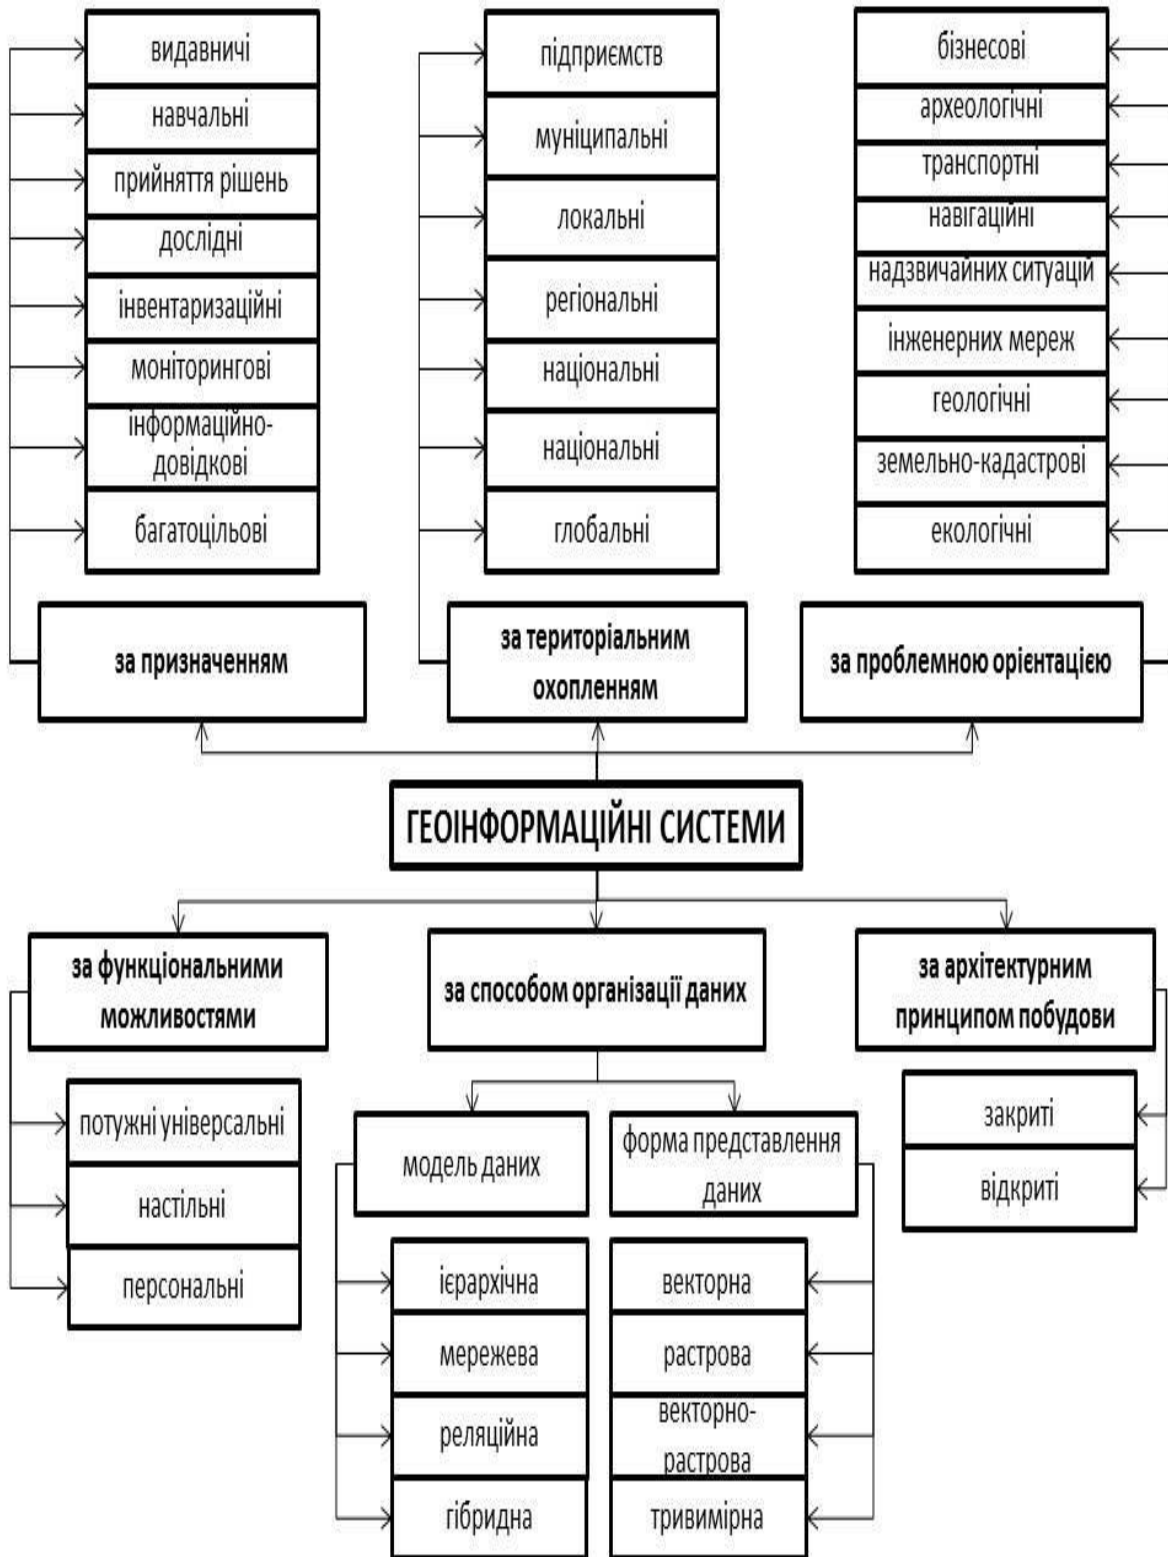 видавничі
навчальні
прийняття рішень
дослідні
інвентаризаційні
моніторингові
інформаційно-
довідкові
багатоцільові
за призначенням
підприємств
муніципальні
локальні
регіональні
національні
національні
глобальні
за територіальним
охопленням
бізнесові
археологічні
транспортні
навігаційні
надзвичайних ситуацій
інженерних мереж
геологічні
земельно-кадастрові
екологічні
за проблемною орієнтацією
ГЕОІНФОРМАЦІЙНІ СИСТЕМИ
за функціональними
можливостями
потужні універсальні
настільні
персональні
за способом організації даних
модель даних
ієрархічна
мережева
реляційна
гібридна
форма представлення
даних
векторна
растрова
векторно-
растрова
тривимірна
за архітектурним
принципом побудови
закриті
відкриті